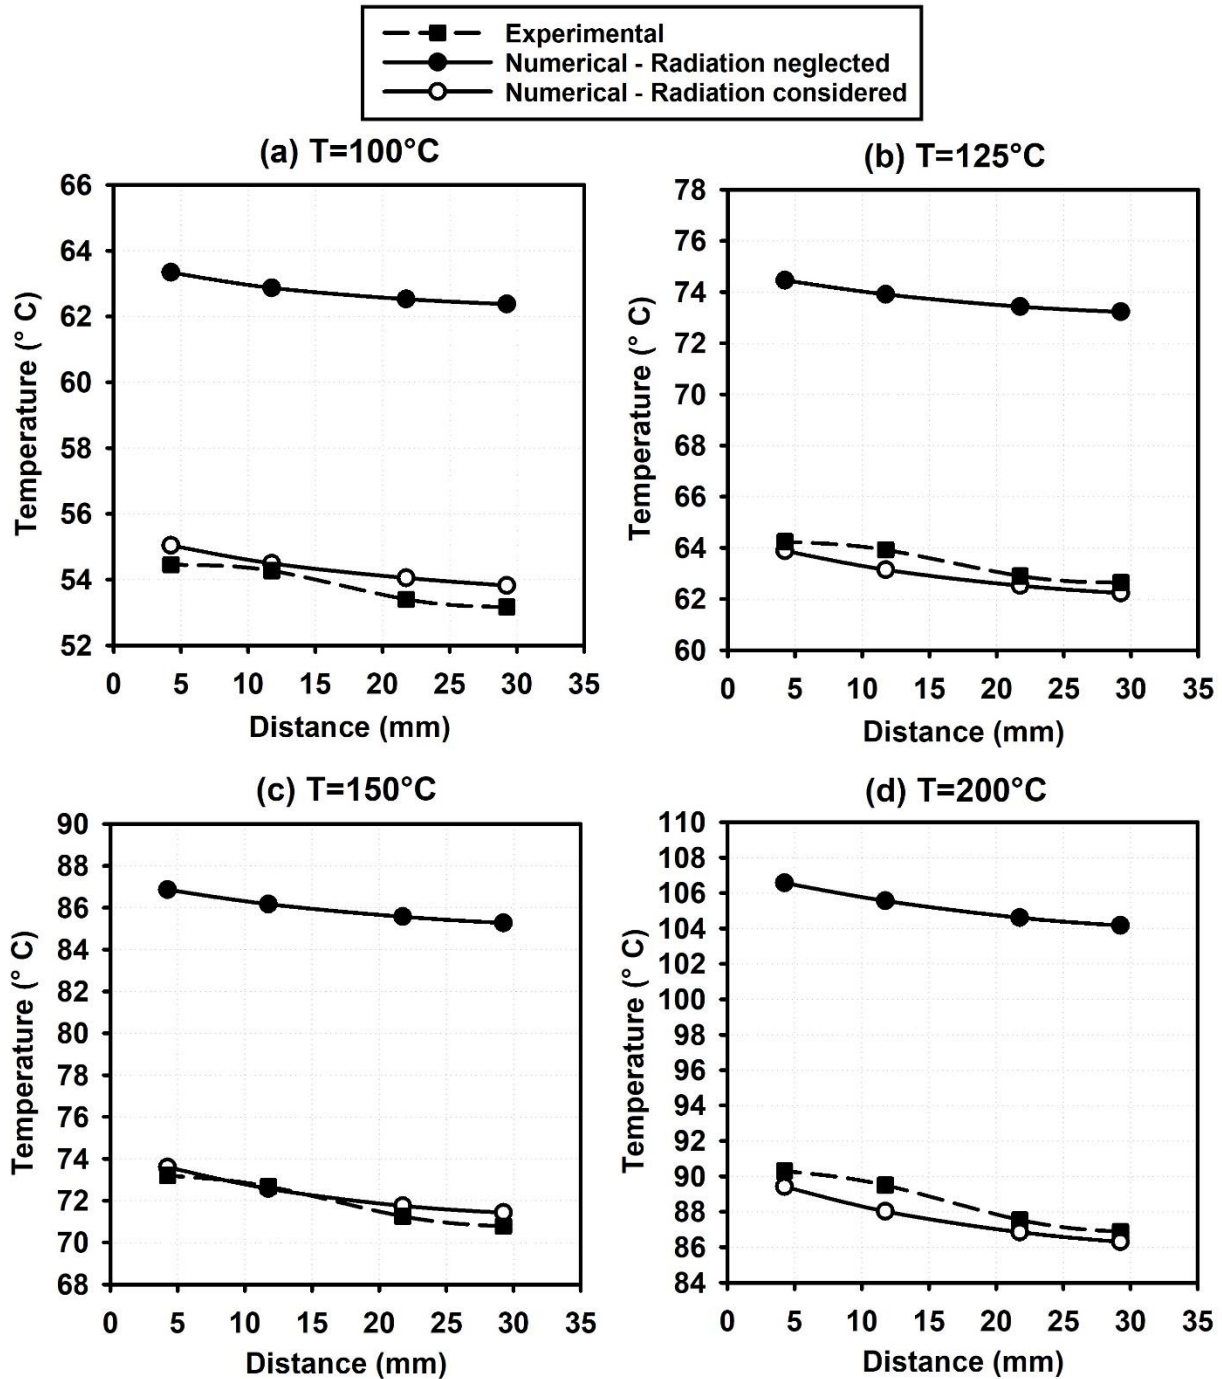 Experimental
Numerical - Radiation neglected
Numerical - Radiation considered
(a) T=100°C
66
64
62
60
58
56
54
52
0 5 10 15 20 25 30 35
Temperature (° C)
Distance (mm)
(b) T=125°C
78
76
74
72
70
68
66
64
62
60
0 5 10 15 20 25 30 35
Temperature (° C)
Distance (mm)
(c) T=150°C
90
88
86
84
82
80
78
76
74
72
70
68
0 5 10 15 20 25 30 35
Temperature (° C)
Distance (mm)
(d) T=200°C
110
108
106
104
102
100
98
96
94
92
90
88
86
84
0 5 10 15 20 25 30 35
Temperature (° C)
Distance (mm)